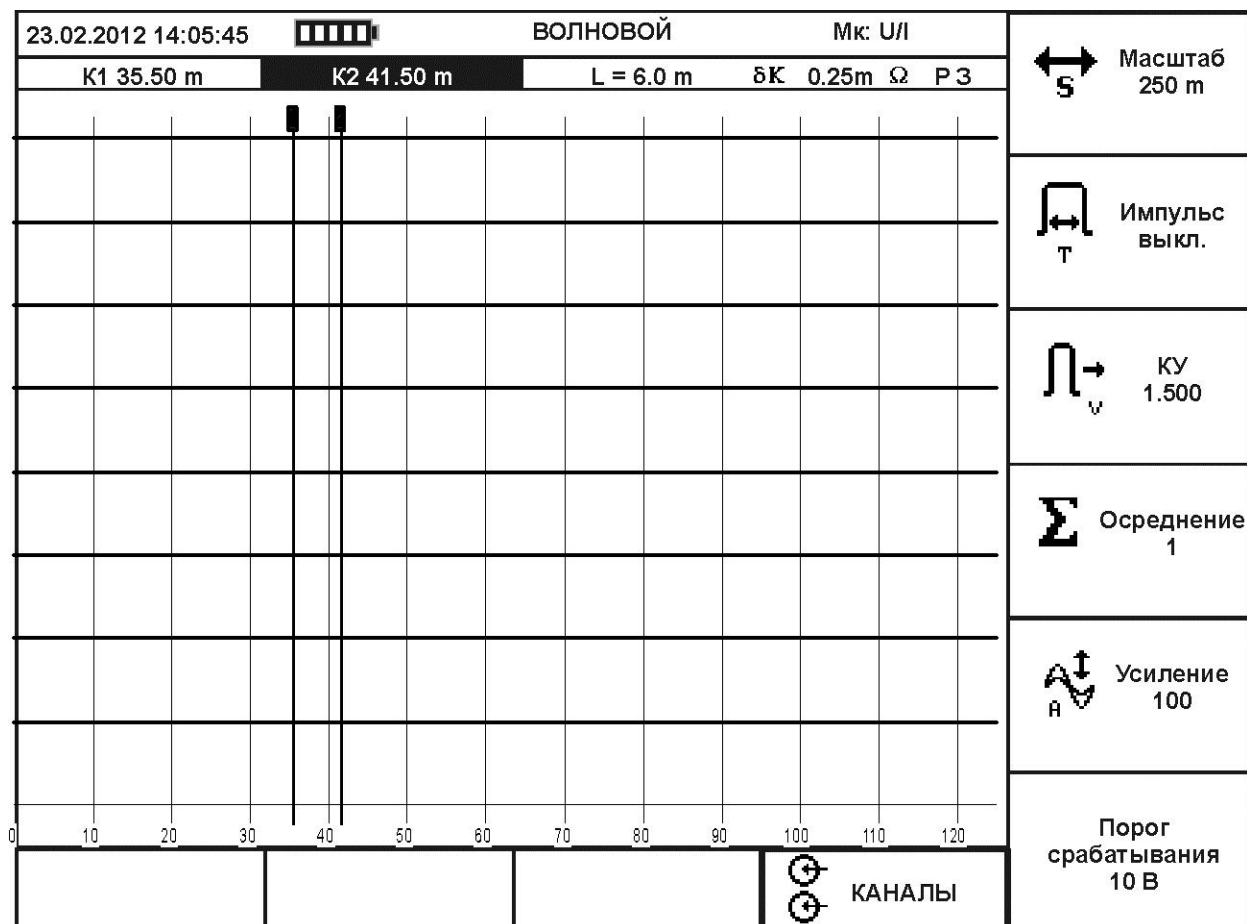 23.02.2012 14:05:45 ВОЛНОВОЙ Мк: U/I
К1 35.50 m К2 41.50 m L = 6.0 m δK 0.25m Ω Р З
S
Масштаб
250 m
T
Импульс
выкл.
v
КУ
1.500
Σ
Осреднение
1
A
Усиление
100
Порог
срабатывания
10 В
0 10 20 30 40 50 60 70 80 90 100 110 120
КАНАЛЫ